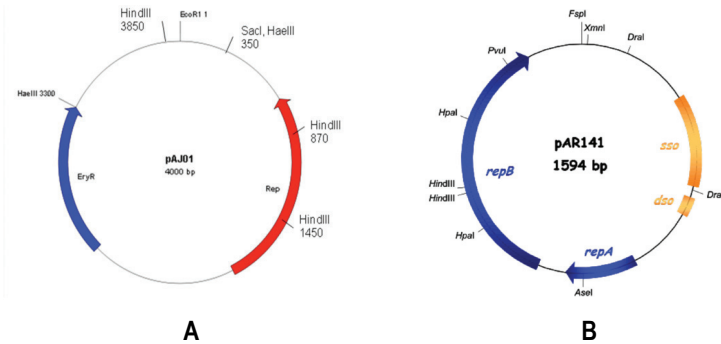 HindIII
3850
EcoR1 1
SacI, HaeIII
350
HaeIII 3300
HindIII
870
pAJ01
4000 bp
EryR
Rep
HindIII
1450
A
FspI
XmnI
DraI
PvuI
HpaI
pAR141
1594 bp
sso
repB
HindIII
HindIII
Dra
dso
HpaI
repA
AseI
B